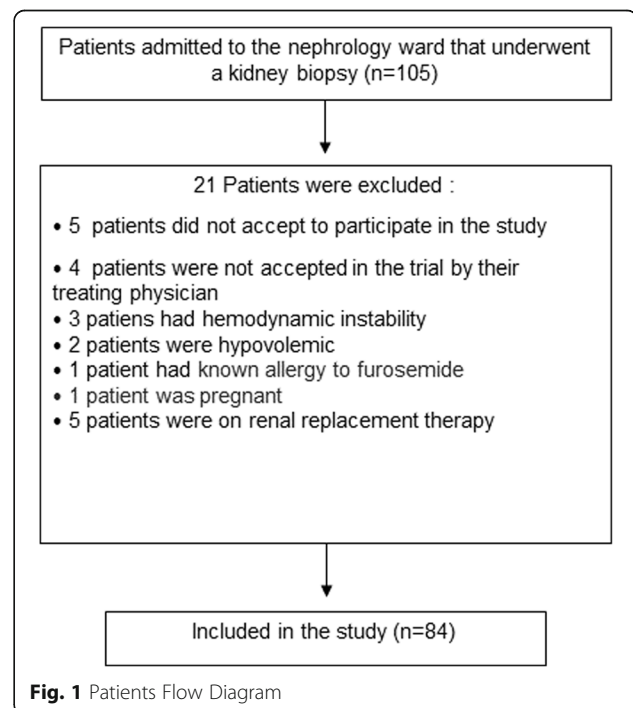 Patients admitted to the nephrology ward that underwent
a kidney biopsy (n=105)
21 Patients were excluded :
• 5 patients did not accept to participate in the study
• 4 patients were not accepted in the trial by their
treating physician
• 3 patiens had hemodynamic instability
• 2 patients were hypovolemic
• 1 patient had known allergy to furosemide
• 1 patient was pregnant
• 5 patients were on renal replacement therapy
Included in the study (n=84)
Fig. 1 Patients Flow Diagram